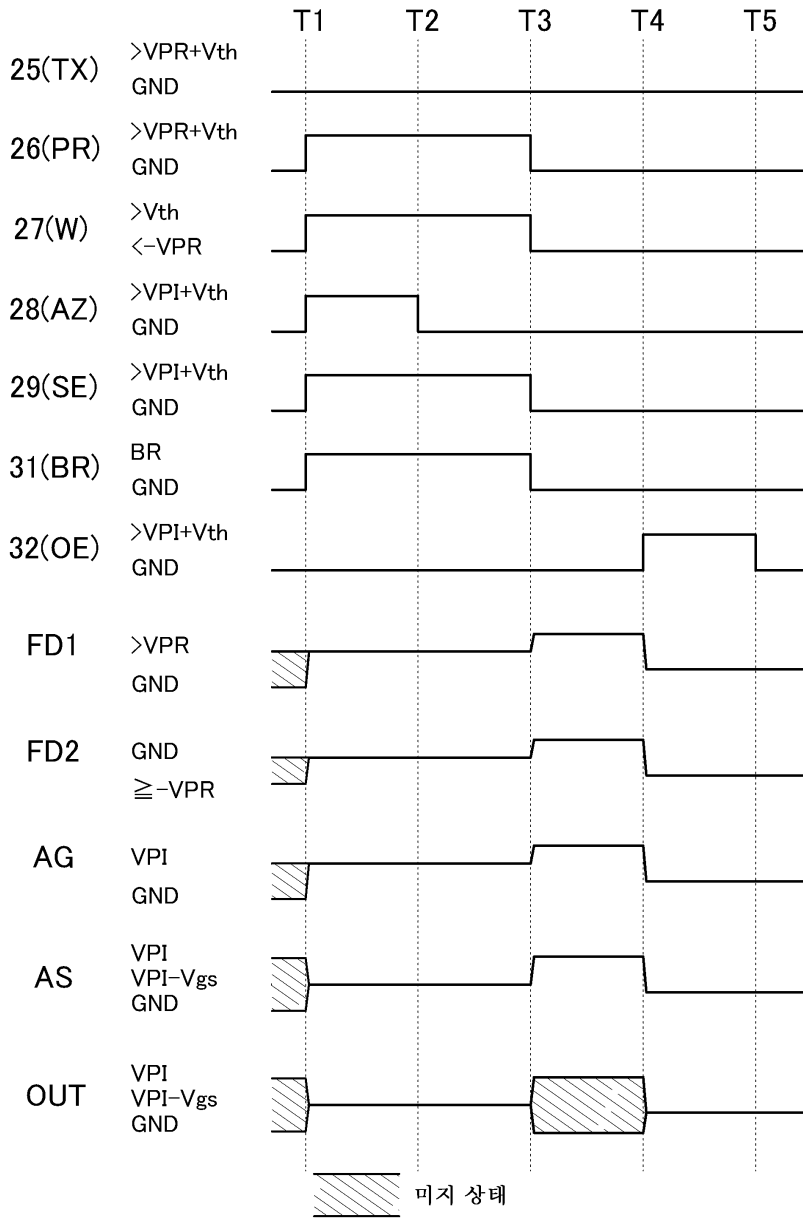 T1 T2 T3 T4 T5
25(TX) >VPR+Vth
GND
26(PR) >VPR+Vth
GND
27(W) >Vth
<-VPR
28(AZ) >VPI+Vth
GND
29(SE) >VPI+Vth
GND
31(BR) BR
GND
32(OE) >VPI+Vth
GND
FD1 >VPR
GND
FD2 GND
≧-VPR
AG VPI
GND
AS VPI
VPI-Vgs
GND
OUT VPI
VPI-Vgs
GND
미지 상태